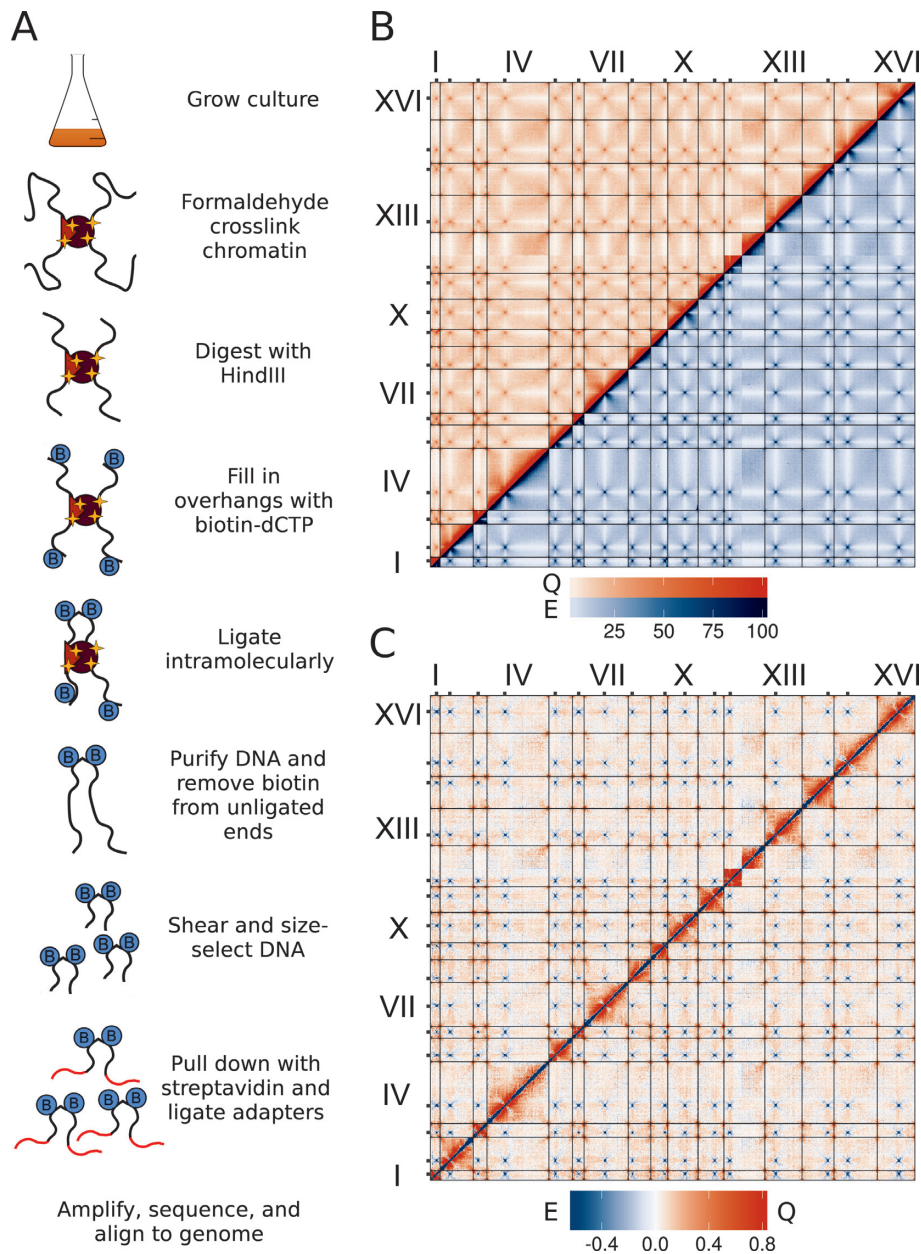 A
Grow culture
Formaldehyde
crosslink
chromatin
Digest with
HindIII
B B
Fill in
overhangs with
biotin-dCTP
B B
B B
Ligate
intramolecularly
B
B
B B
Purify DNA and
remove biotin
from unligated
ends
B B
Shear and size-
select DNA
B B
B B
B B
Pull down with
streptavidin and
ligate adapters
B B
B B
Amplify, sequence, and
align to genome
B
I IV VII X XIII XVI
XVI
XIII
X
VII
IV
I
Q
E
25 50 75 100
C
I IV VII X XIII XVI
XVI
XIII
X
VII
IV
I
E Q
-0.4 0.0 0.4 0.8